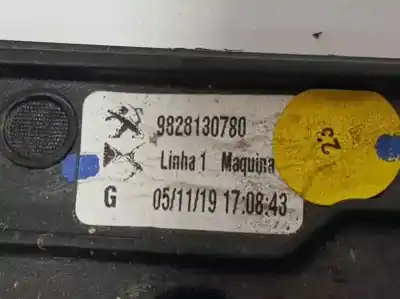 9828130780
Linha 1 Maquina
G 05/11/19 17:08:43
23